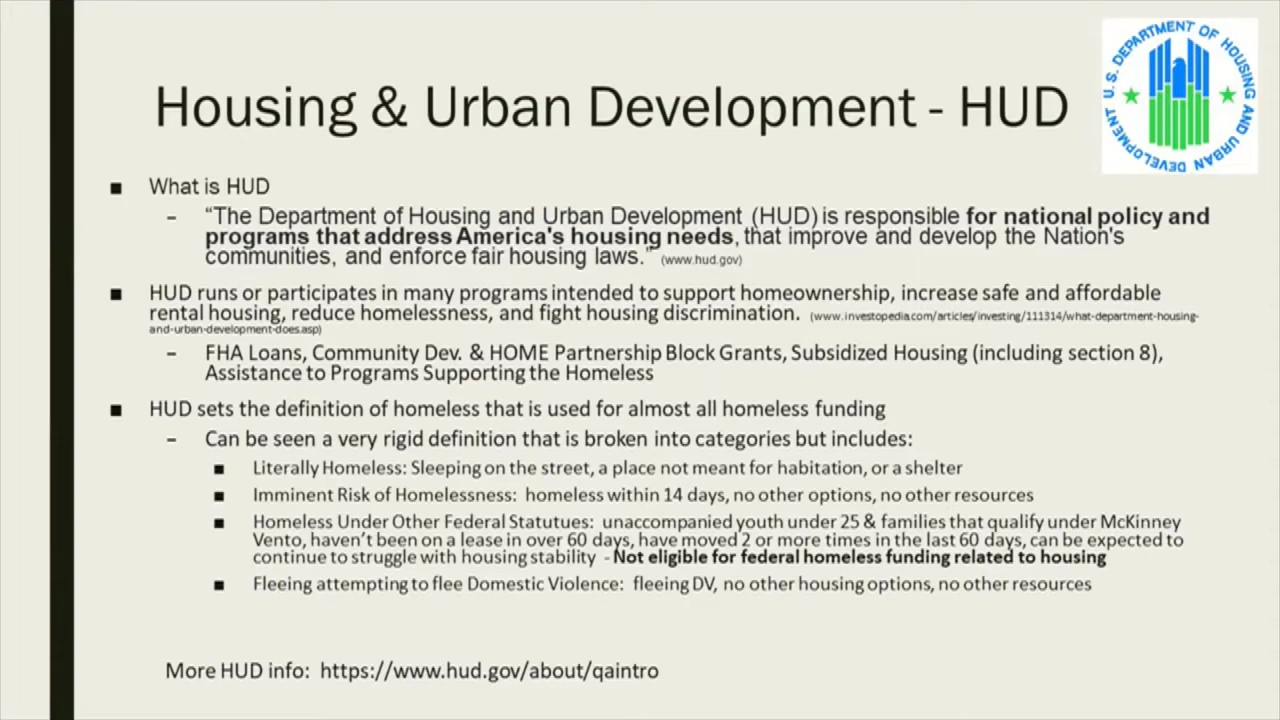 Housing & Urban Development - HUD
U.S. DEPARTMENT OF HOUSING AND URBAN DEVELOPMENT
■ What is HUD
– “The Department of Housing and Urban Development (HUD) is responsible for national policy and
programs that address America's housing needs, that improve and develop the Nation's
communities, and enforce fair housing laws.” (www.hud.gov)
■ HUD runs or participates in many programs intended to support homeownership, increase safe and affordable
rental housing, reduce homelessness, and fight housing discrimination. (www.investopedia.com/articles/investing/111314/what-department-housing-
and-urban-development-does.asp)
– FHA Loans, Community Dev. & HOME Partnership Block Grants, Subsidized Housing (including section 8),
Assistance to Programs Supporting the Homeless
■ HUD sets the definition of homeless that is used for almost all homeless funding
– Can be seen a very rigid definition that is broken into categories but includes:
■ Literally Homeless: Sleeping on the street, a place not meant for habitation, or a shelter
■ Imminent Risk of Homelessness: homeless within 14 days, no other options, no other resources
■ Homeless Under Other Federal Statutues: unaccompanied youth under 25 & families that qualify under McKinney
Vento, haven’t been on a lease in over 60 days, have moved 2 or more times in the last 60 days, can be expected to
continue to struggle with housing stability - Not eligible for federal homeless funding related to housing
■ Fleeing attempting to flee Domestic Violence: fleeing DV, no other housing options, no other resources
More HUD info: https://www.hud.gov/about/qaintro